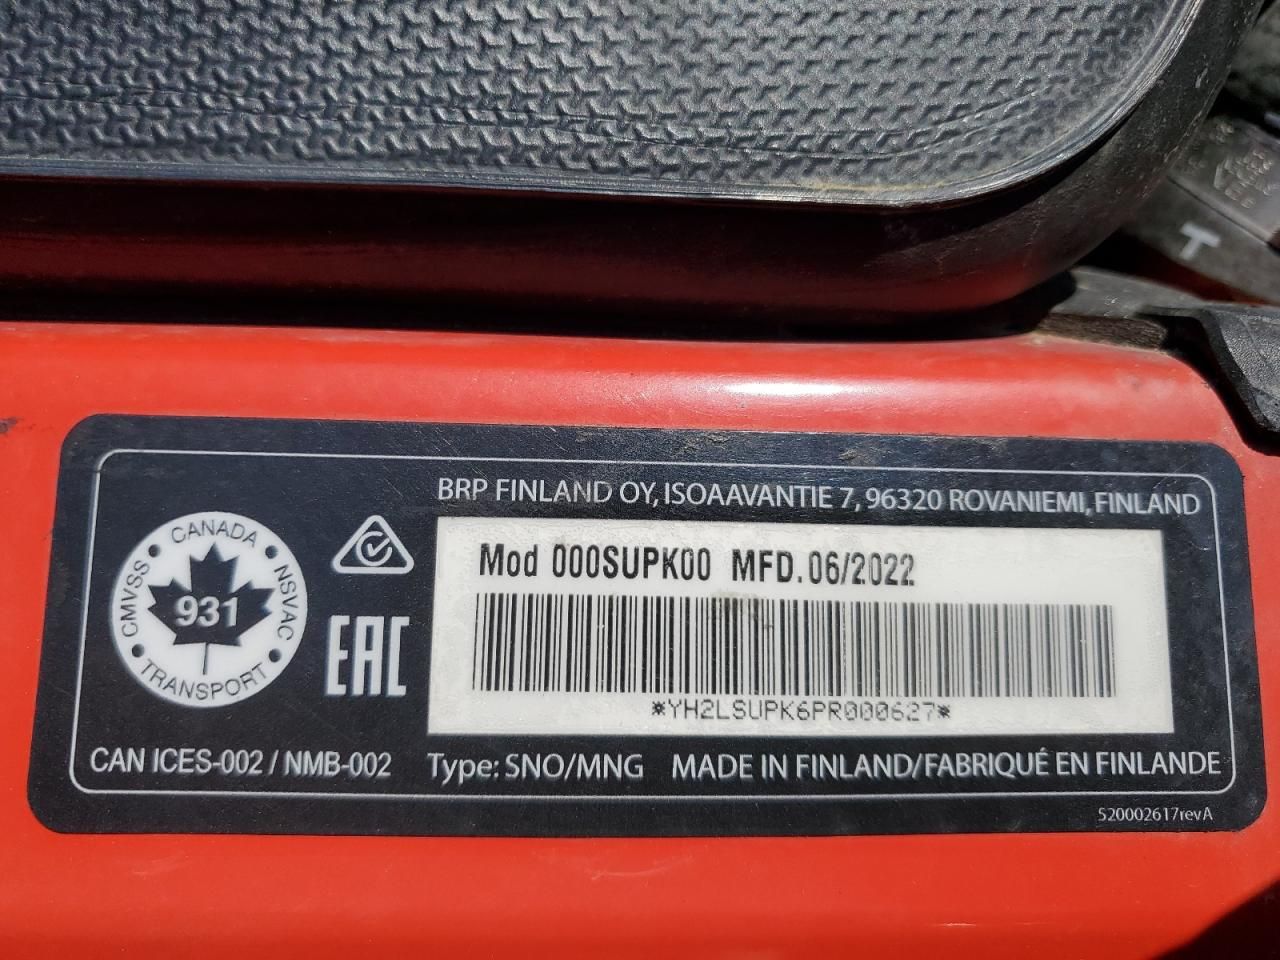 BRP FINLAND OY, ISOAAVANTIE 7, 96320 ROVANIEMI, FINLAND
Mod 000SUPK00 MFD. 06/2022
*YH2LSUPK6PR000627*
CANADA
CMVSS
NSVAC
931
TRANSPORT
EAC
CAN ICES-002 / NMB-002
Type: SNO/MNG
MADE IN FINLAND/FABRIQUÉ EN FINLANDE
520002617revA
T